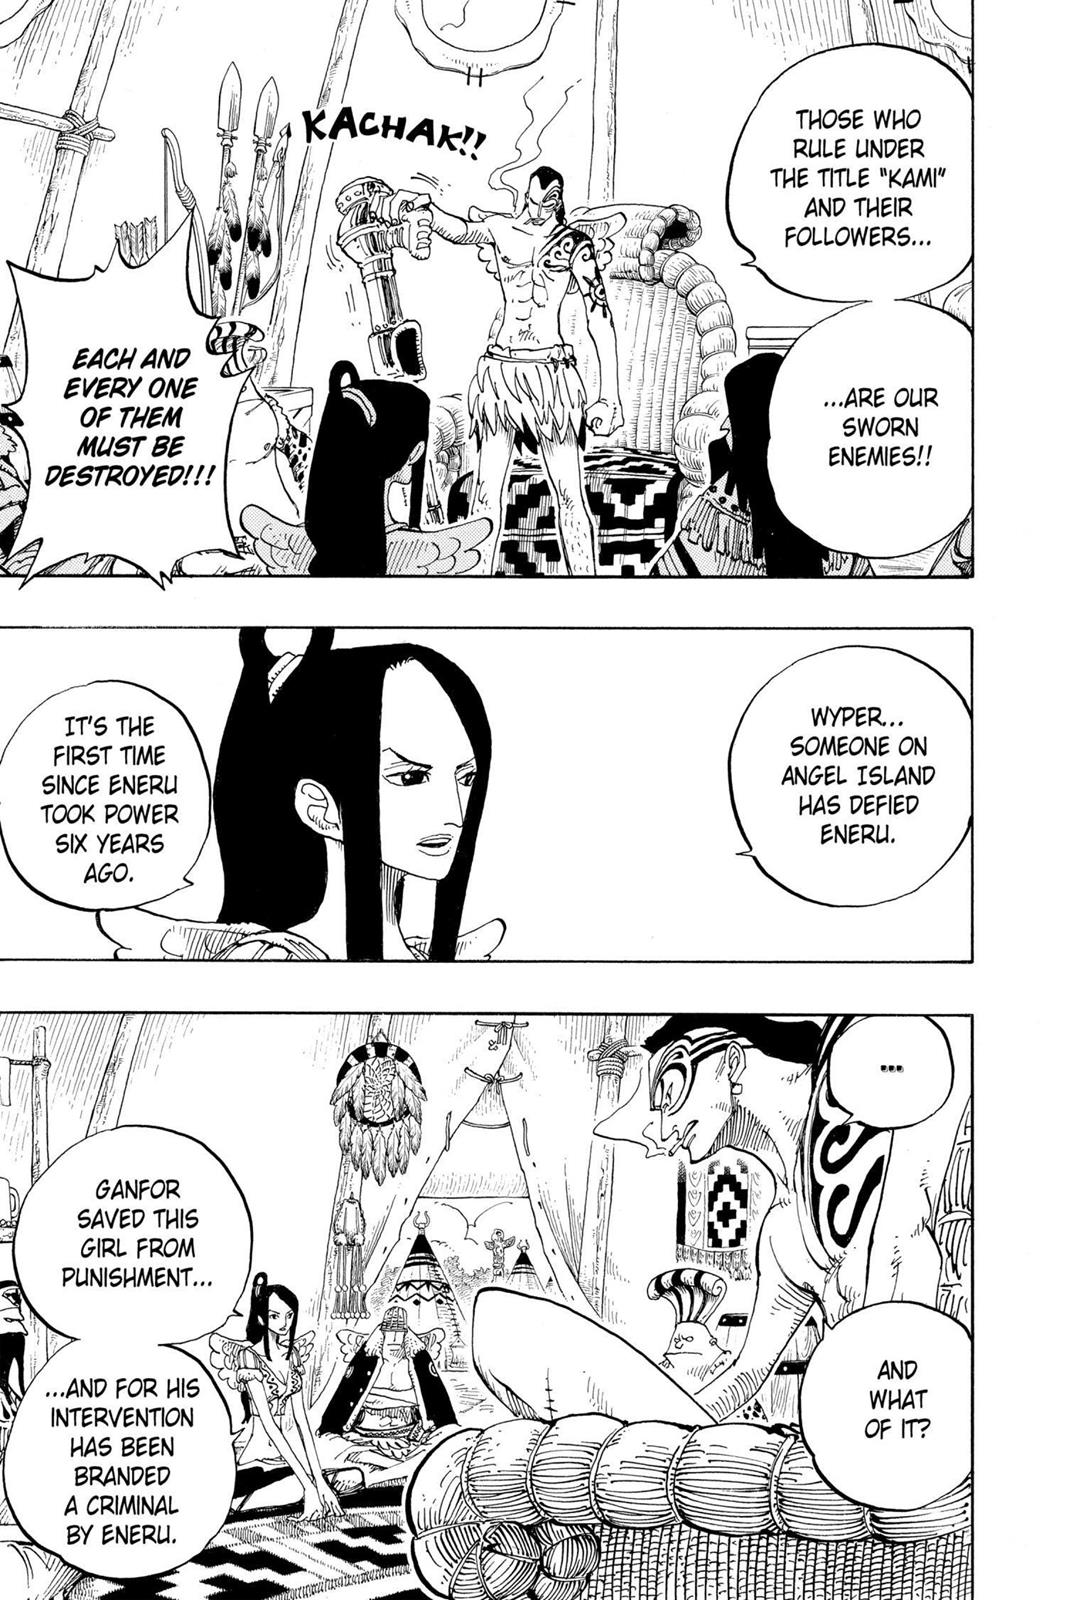 THOSE WHO
RULE UNDER
THE TITLE "KAMI"
AND THEIR
FOLLOWERS...
KACHAK!!
...ARE OUR
SWORN
ENEMIES!!
EACH AND
EVERY ONE
OF THEM
MUST BE
DESTROYED!!!
WYPER...
SOMEONE ON
ANGEL ISLAND
HAS DEFIED
ENERU.
IT'S THE
FIRST TIME
SINCE ENERU
TOOK POWER
SIX YEARS
AGO.
...
GANFOR
SAVED THIS
GIRL FROM
PUNISHMENT...
...AND FOR HIS
INTERVENTION
HAS BEEN
BRANDED
A CRIMINAL
BY ENERU.
AND
WHAT
OF IT?